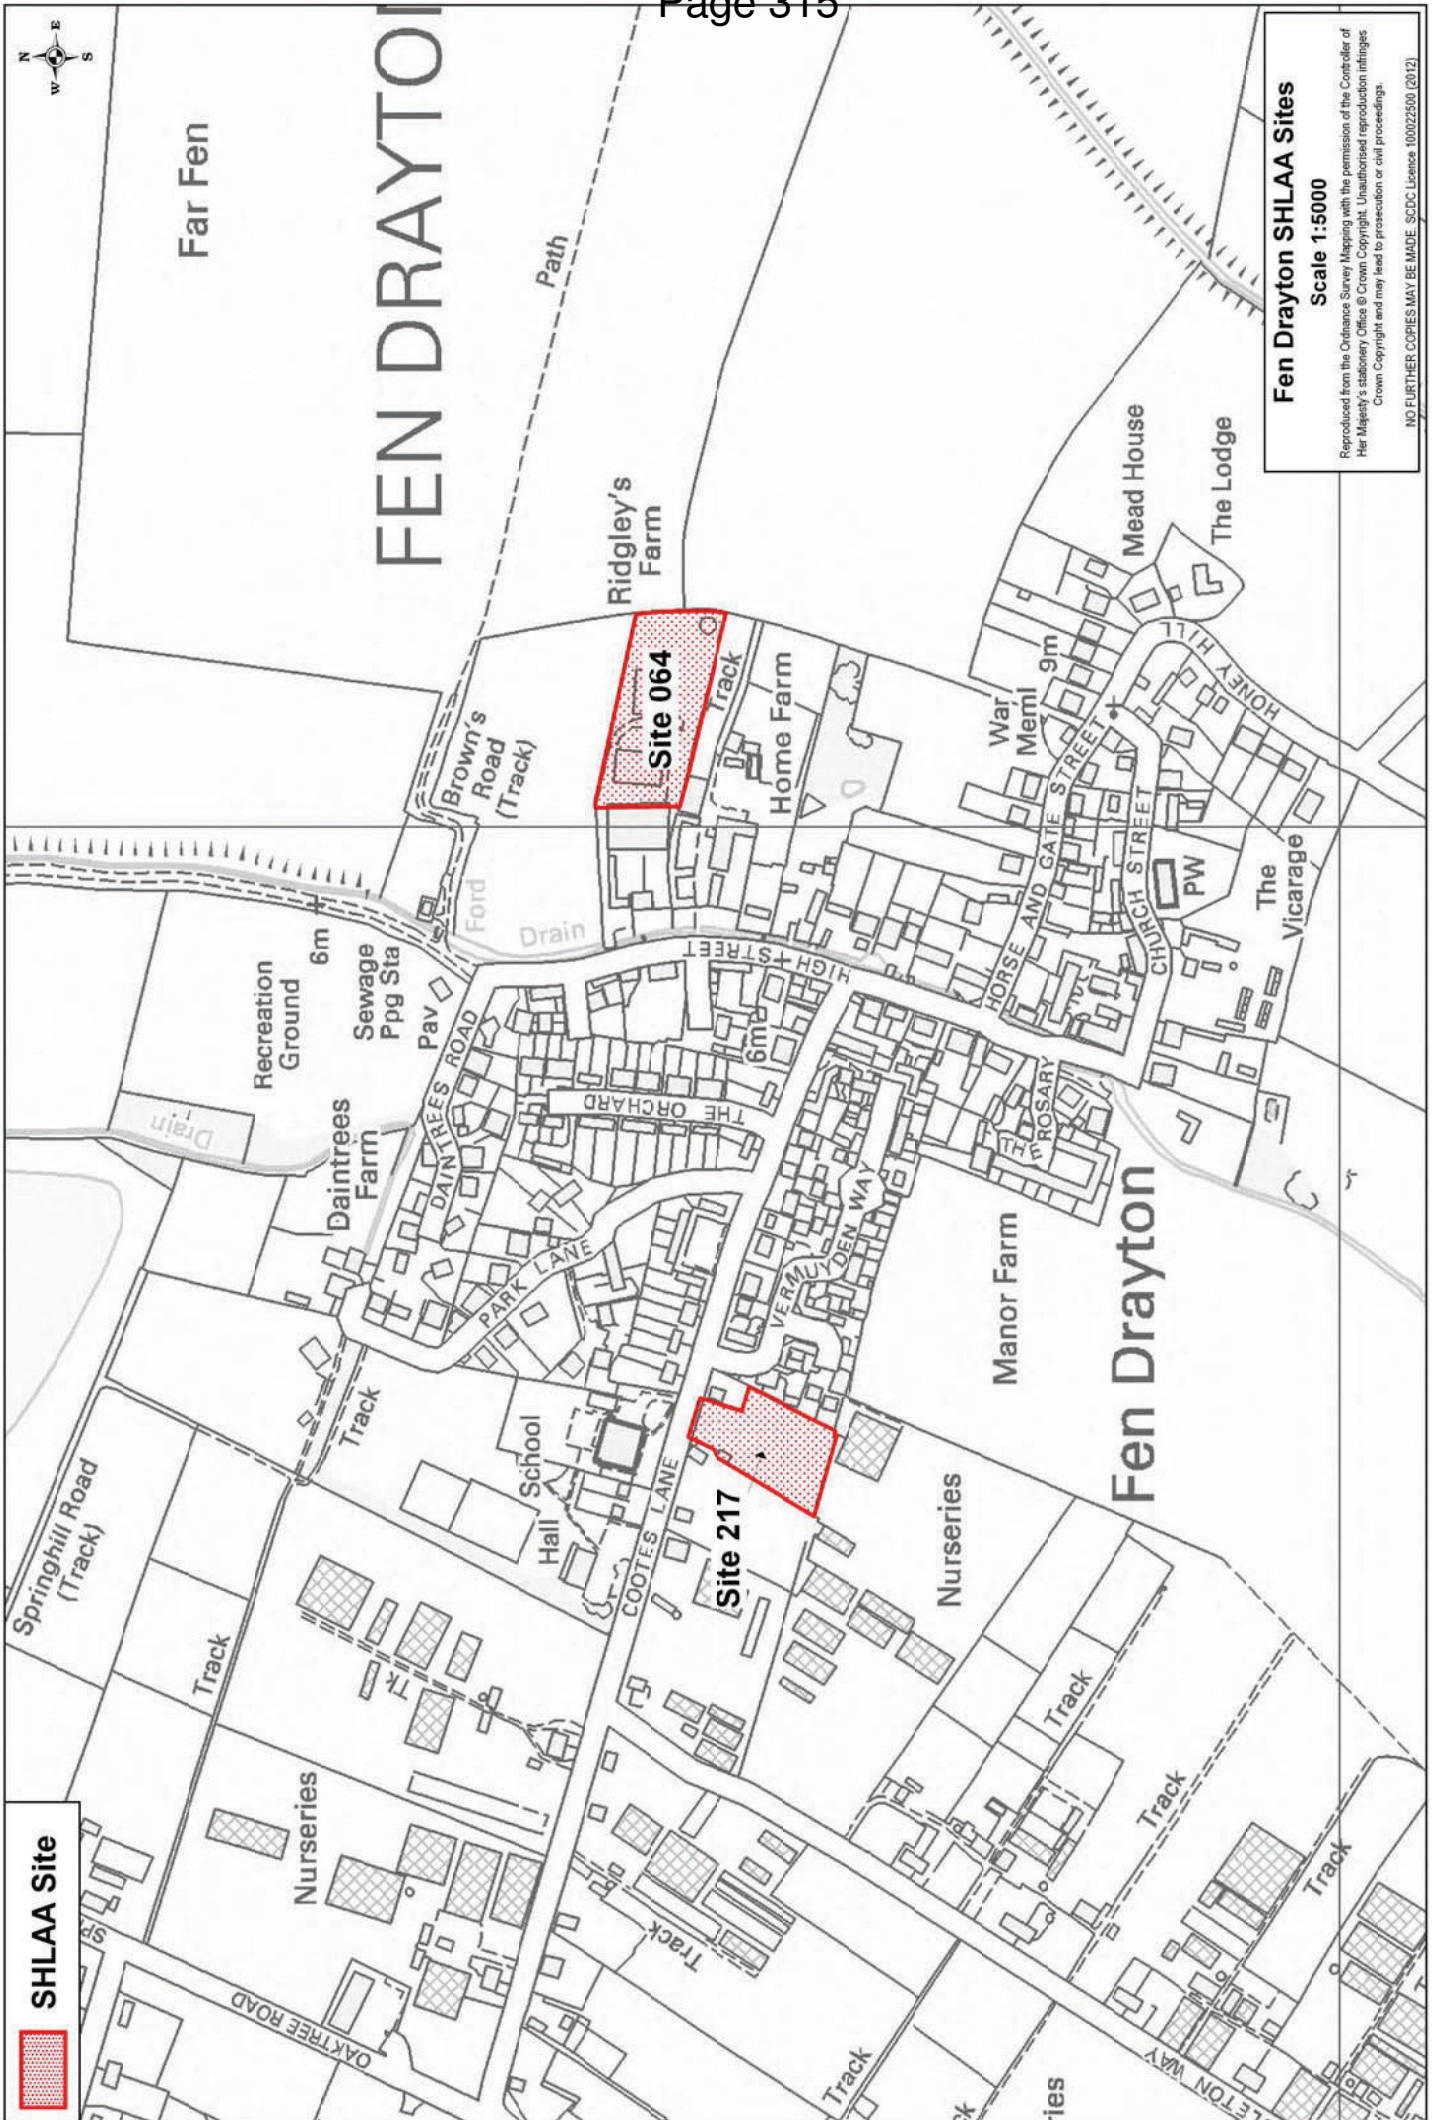 Page 315
N
E
S
W
SHLAA Site
Far Fen
FEN DRAYTON
Path
Springhill Road
(Track)
Track
Track
Tk
Nurseries
OAKTREE ROAD
Drain
Recreation
Ground
6m
Sewage
Ppg Sta
Pav
Daintrees
Farm
DAINTREES ROAD
Brown's
Road
(Track)
Ford
Drain
Ridgley's
Farm
Site 064
Track
Home Farm
HIGH STREET
THE ORCHARD
6m
PARK LANE
School
Hall
COOTES LANE
Site 217
VERMUYDEN WAY
Nurseries
Manor Farm
Fen Drayton
THE ROSARY
HORSE AND GATE STREET
CHURCH STREET
PW
The
Vicarage
War
Meml
9m
HONEY HILL
Mead House
The Lodge
Track
Track
Track
Track
Track
LETON WAY
ries
Fen Drayton SHLAA Sites
Scale 1:5000
Reproduced from the Ordnance Survey Mapping with the permission of the Controller of
Her Majesty's stationery Office © Crown Copyright. Unauthorised reproduction infringes
Crown Copyright and may lead to prosecution or civil proceedings.
NO FURTHER COPIES MAY BE MADE. SCDC Licence 100022500 (2012)